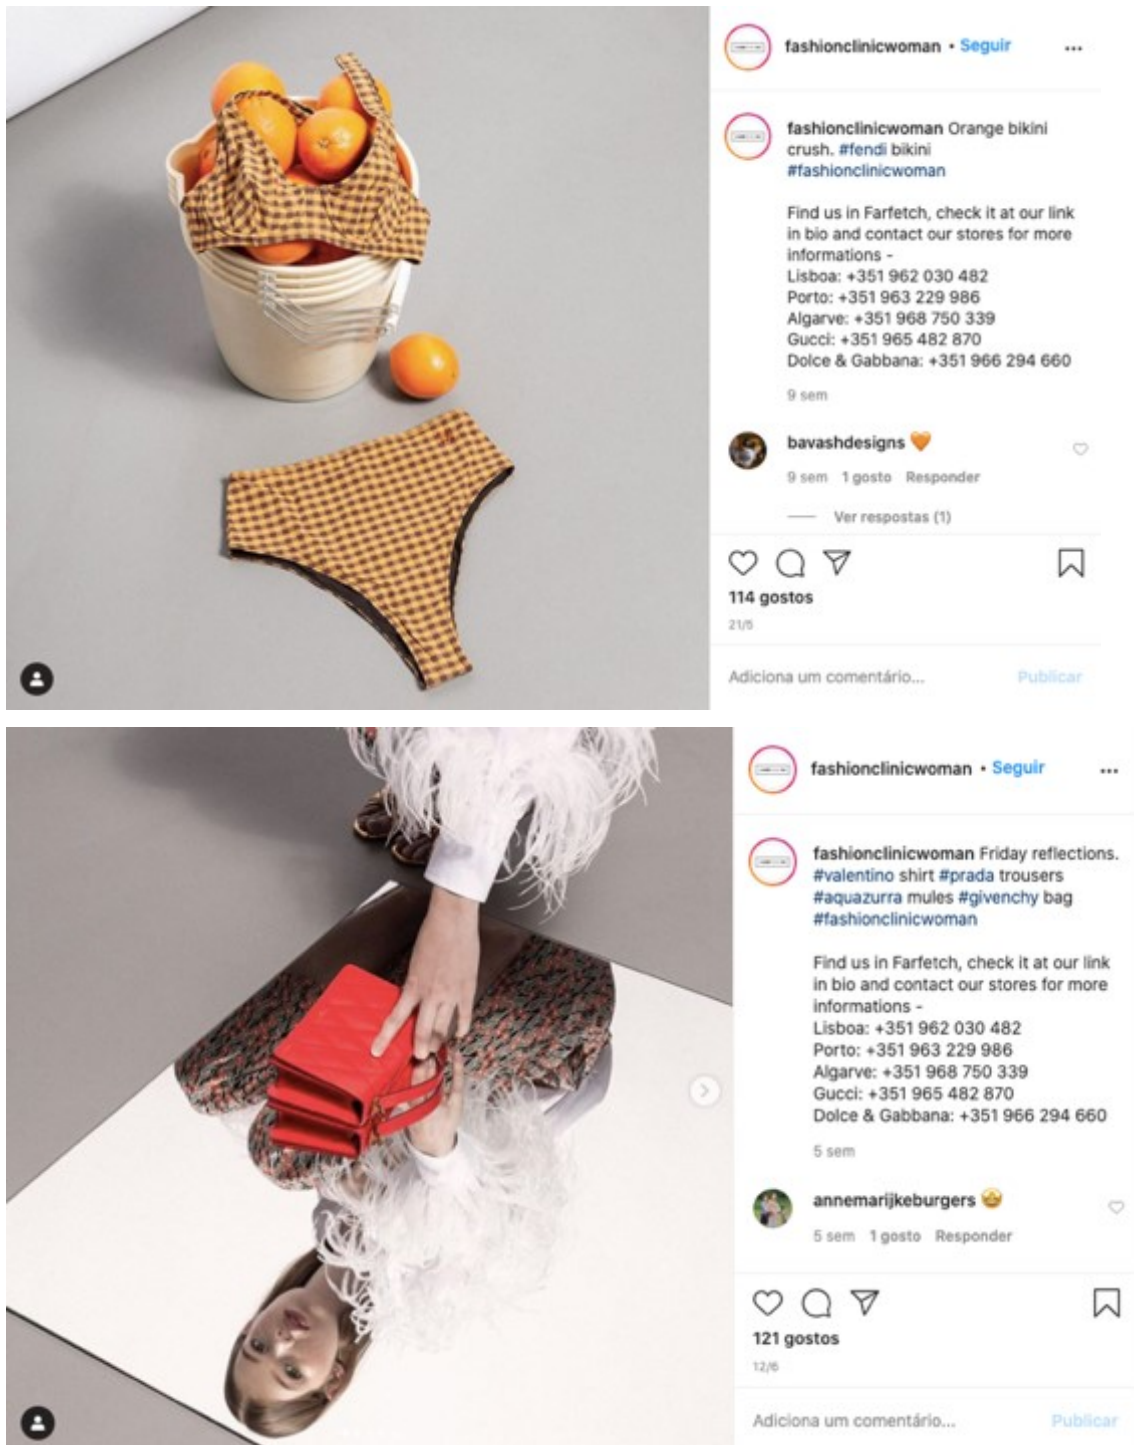 fashionclinicwoman • Seguir
fashionclinicwoman Orange bikini
crush. #fendi bikini
#fashionclinicwoman
Find us in Farfetch, check it at our link
in bio and contact our stores for more
informations -
Lisboa: +351 962 030 482
Porto: +351 963 229 986
Algarve: +351 968 750 339
Gucci: +351 965 482 870
Dolce & Gabbana: +351 966 294 660
9 sem
bavashdesigns 🧡
9 sem 1 gosto Responder
Ver respostas (1)
114 gostos
21/5
Adiciona um comentário... Publicar
fashionclinicwoman • Seguir
fashionclinicwoman Friday reflections.
#valentino shirt #prada trousers
#aquazurra mules #givenchy bag
#fashionclinicwoman
Find us in Farfetch, check it at our link
in bio and contact our stores for more
informations -
Lisboa: +351 962 030 482
Porto: +351 963 229 986
Algarve: +351 968 750 339
Gucci: +351 965 482 870
Dolce & Gabbana: +351 966 294 660
5 sem
annemarijkeburgers 🤩
5 sem 1 gosto Responder
121 gostos
12/6
Adiciona um comentário... Publicar